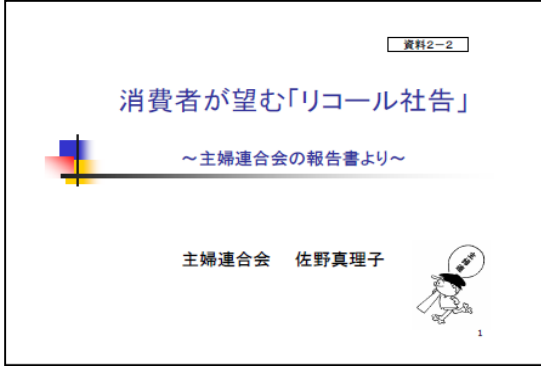 資料2-2
消費者が望む「リコール社告」
~主婦連合会の報告書より~
主婦連合会 佐野真理子
1